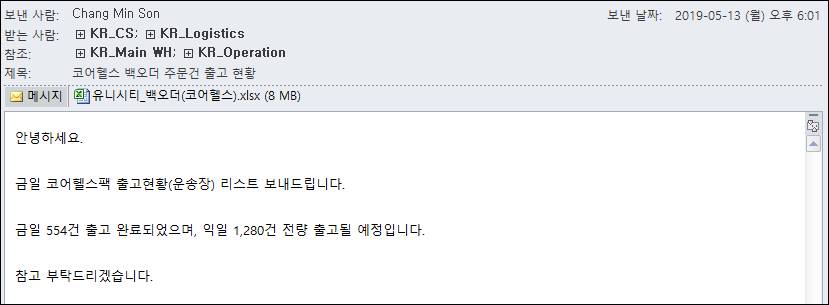 보낸 사람: Chang Min Son 보낸 날짜: 2019-05-13 (월) 오후 6:01
받는 사람: KR_CS; KR_Logistics
참조: KR_Main WH; KR_Operation
제목: 코어헬스 백오더 주문건 출고 현황
메시지 유니시티_백오더(코어헬스).xlsx (8 MB)
안녕하세요.
금일 코어헬스팩 출고현황(운송장) 리스트 보내드립니다.
금일 554건 출고 완료되었으며, 익일 1,280건 전량 출고될 예정입니다.
참고 부탁드리겠습니다.